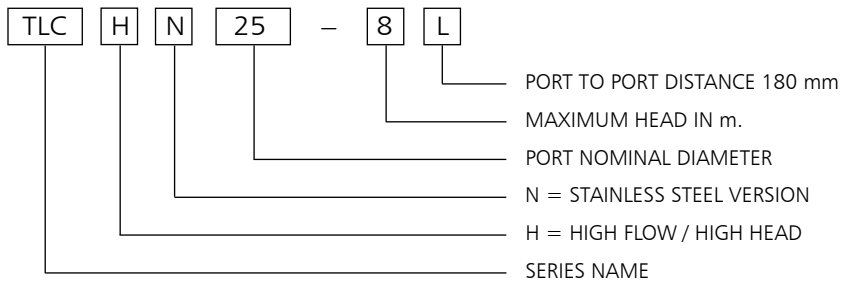 TLC H N 25 – 8 L
PORT TO PORT DISTANCE 180 mm
MAXIMUM HEAD IN m.
PORT NOMINAL DIAMETER
N = STAINLESS STEEL VERSION
H = HIGH FLOW / HIGH HEAD
SERIES NAME